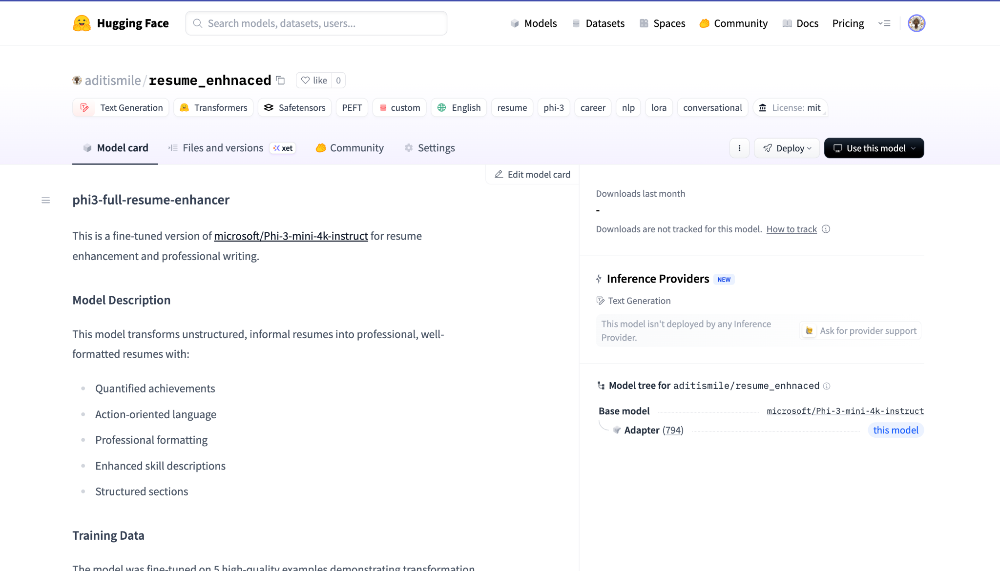 Hugging Face
Search models, datasets, users...
Models
Datasets
Spaces
Community
Docs
Pricing
aditismile/resume_enhnaced
like 0
Text Generation
Transformers
Safetensors
PEFT
custom
English
resume
phi-3
career
nlp
lora
conversational
License: mit
Model card
Files and versions
xet
Community
Settings
Deploy
Use this model
Edit model card
phi3-full-resume-enhancer
This is a fine-tuned version of microsoft/Phi-3-mini-4k-instruct for resume
enhancement and professional writing.
Model Description
This model transforms unstructured, informal resumes into professional, well-
formatted resumes with:
Quantified achievements
Action-oriented language
Professional formatting
Enhanced skill descriptions
Structured sections
Training Data
The model was fine-tuned on 5 high-quality examples demonstrating transformation
Downloads last month
-
Downloads are not tracked for this model. How to track
Inference Providers NEW
Text Generation
This model isn't deployed by any Inference
Provider.
Ask for provider support
Model tree for aditismile/resume_enhnaced
Base model
microsoft/Phi-3-mini-4k-instruct
Adapter (794)
this model